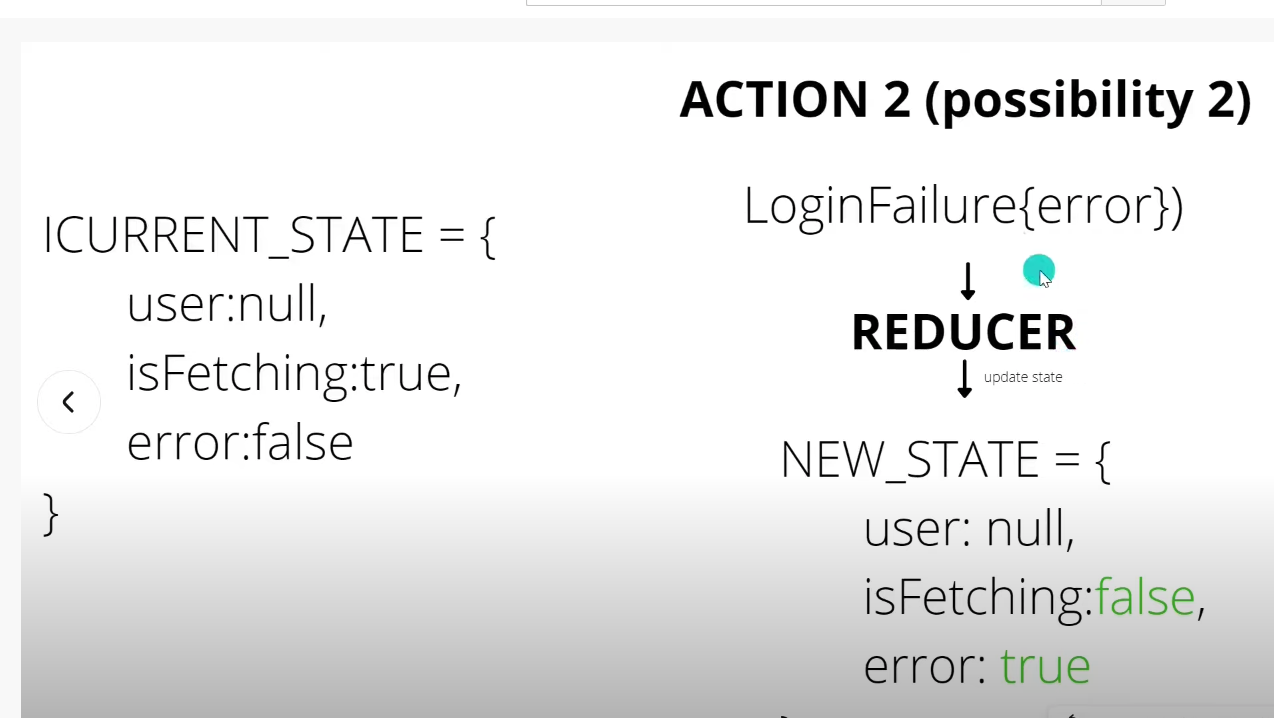 ICURRENT_STATE = {
user:null,
isFetching:true,
error:false
}
ACTION 2 (possibility 2)
LoginFailure{error})
REDUCER
update state
NEW_STATE = {
user: null,
isFetching:false,
error: true